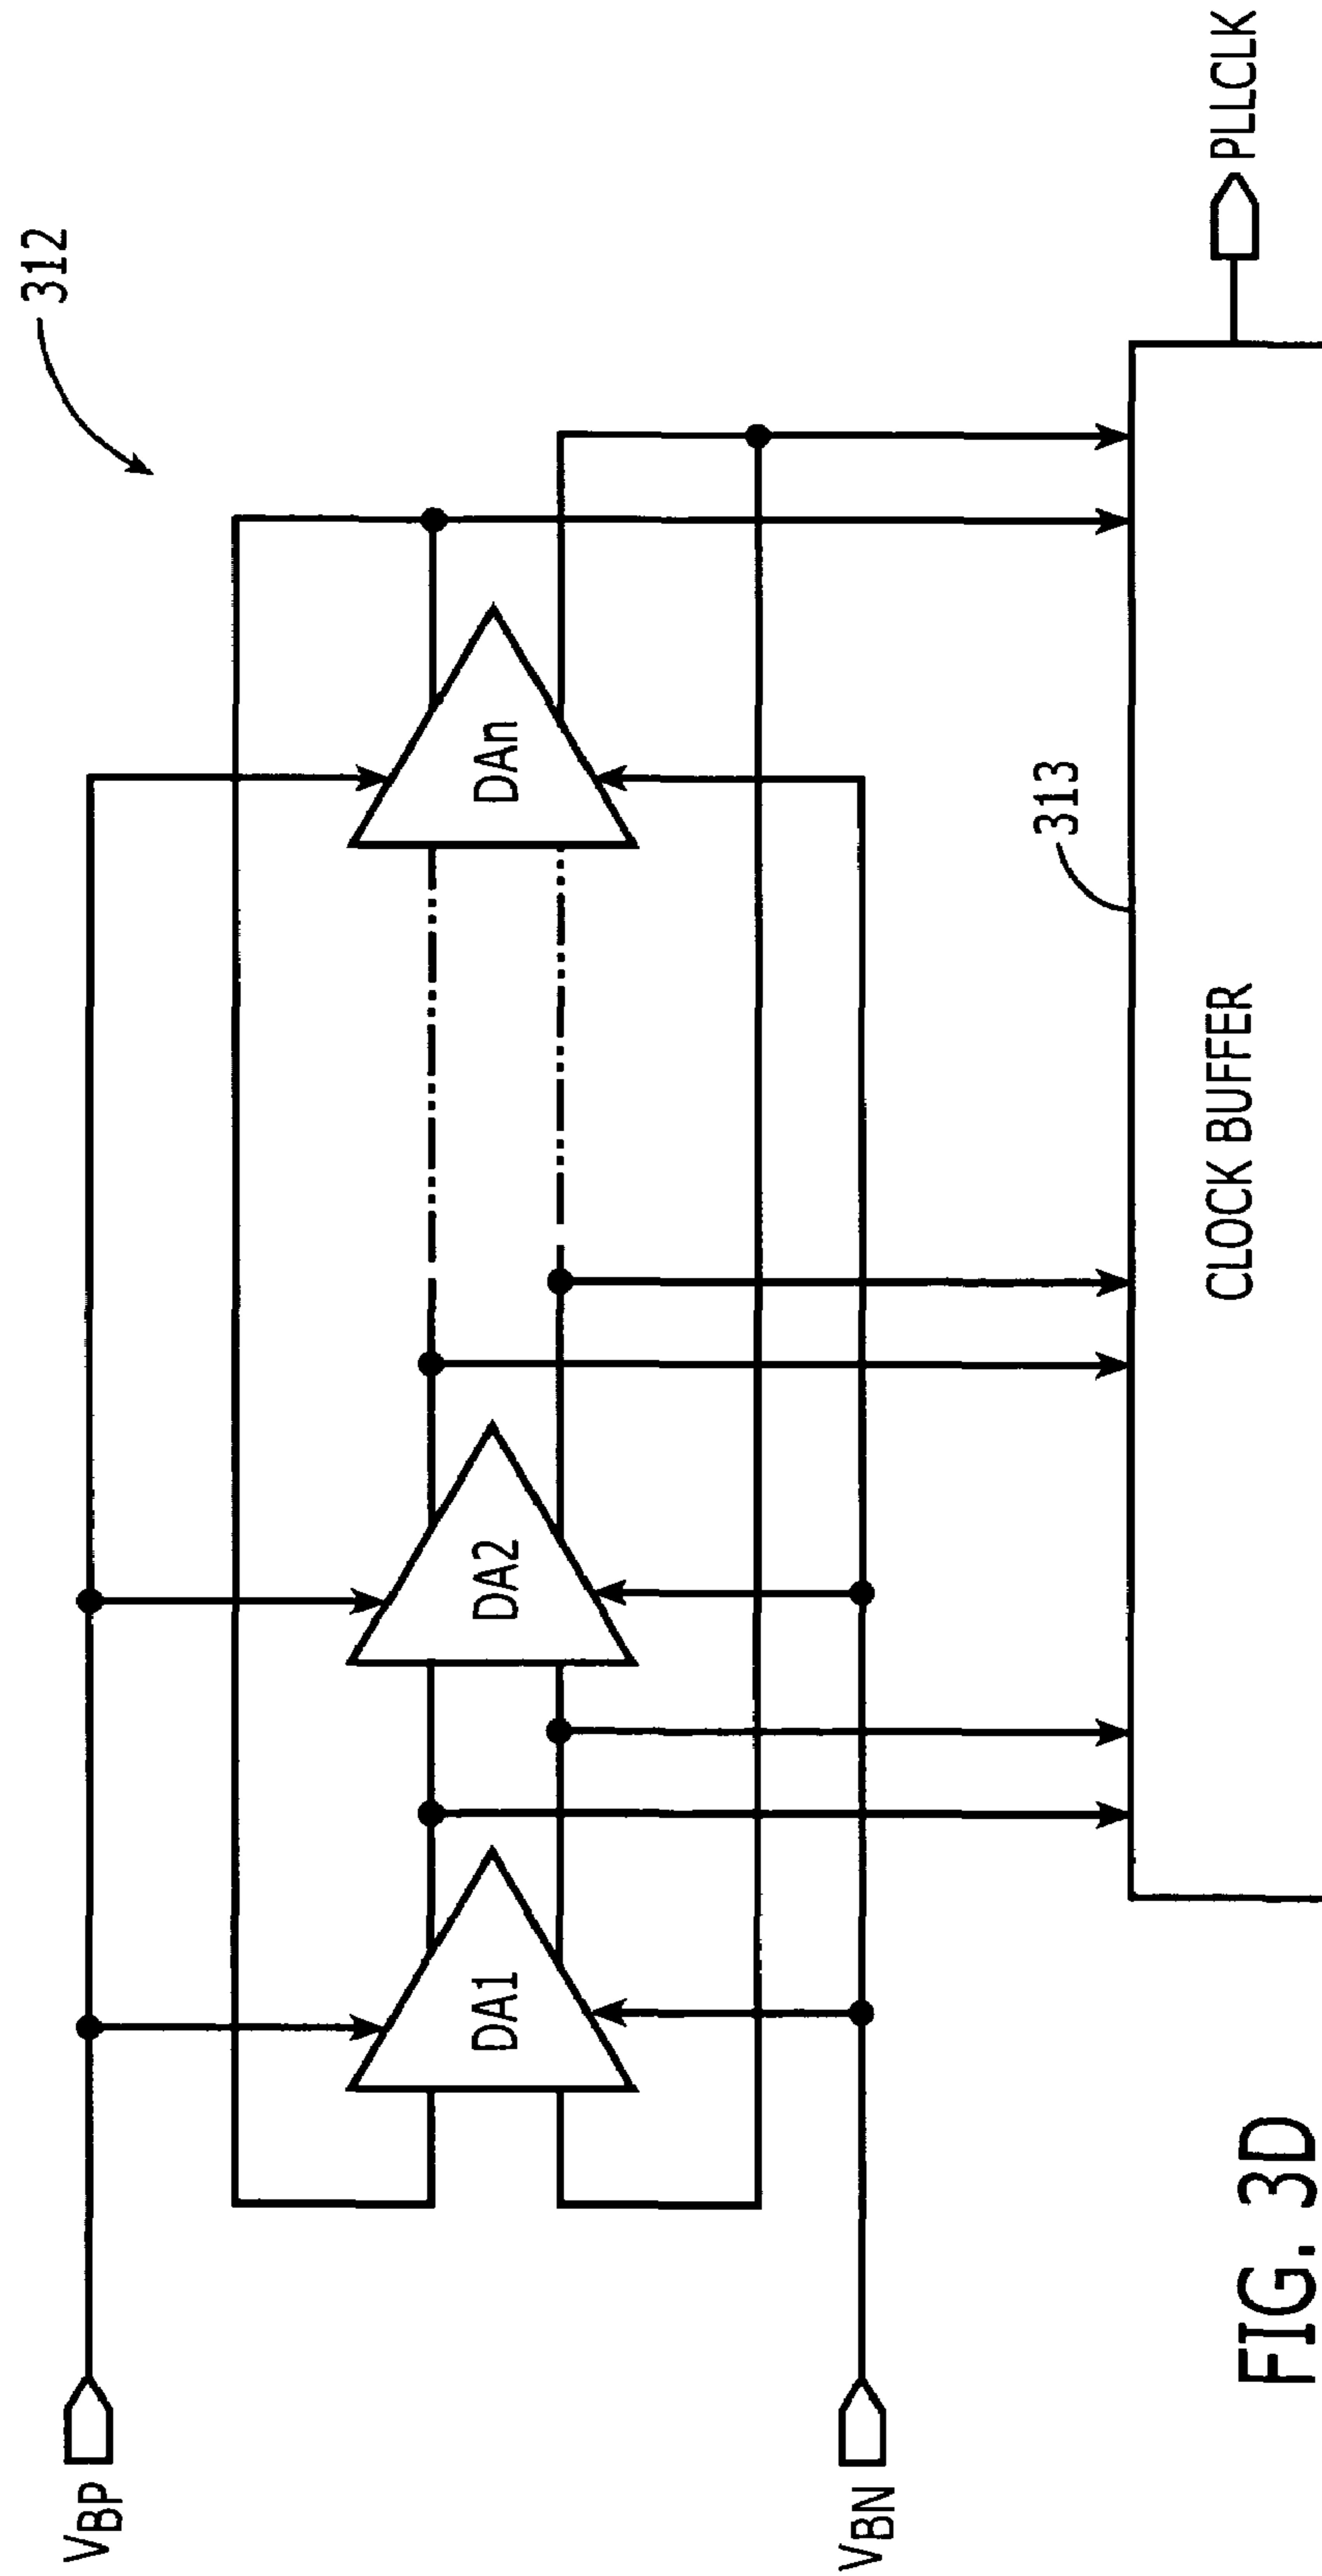 312
VBP
DA1
DA2
DAn
VBN
313
CLOCK BUFFER
PLLCLK
FIG. 3D